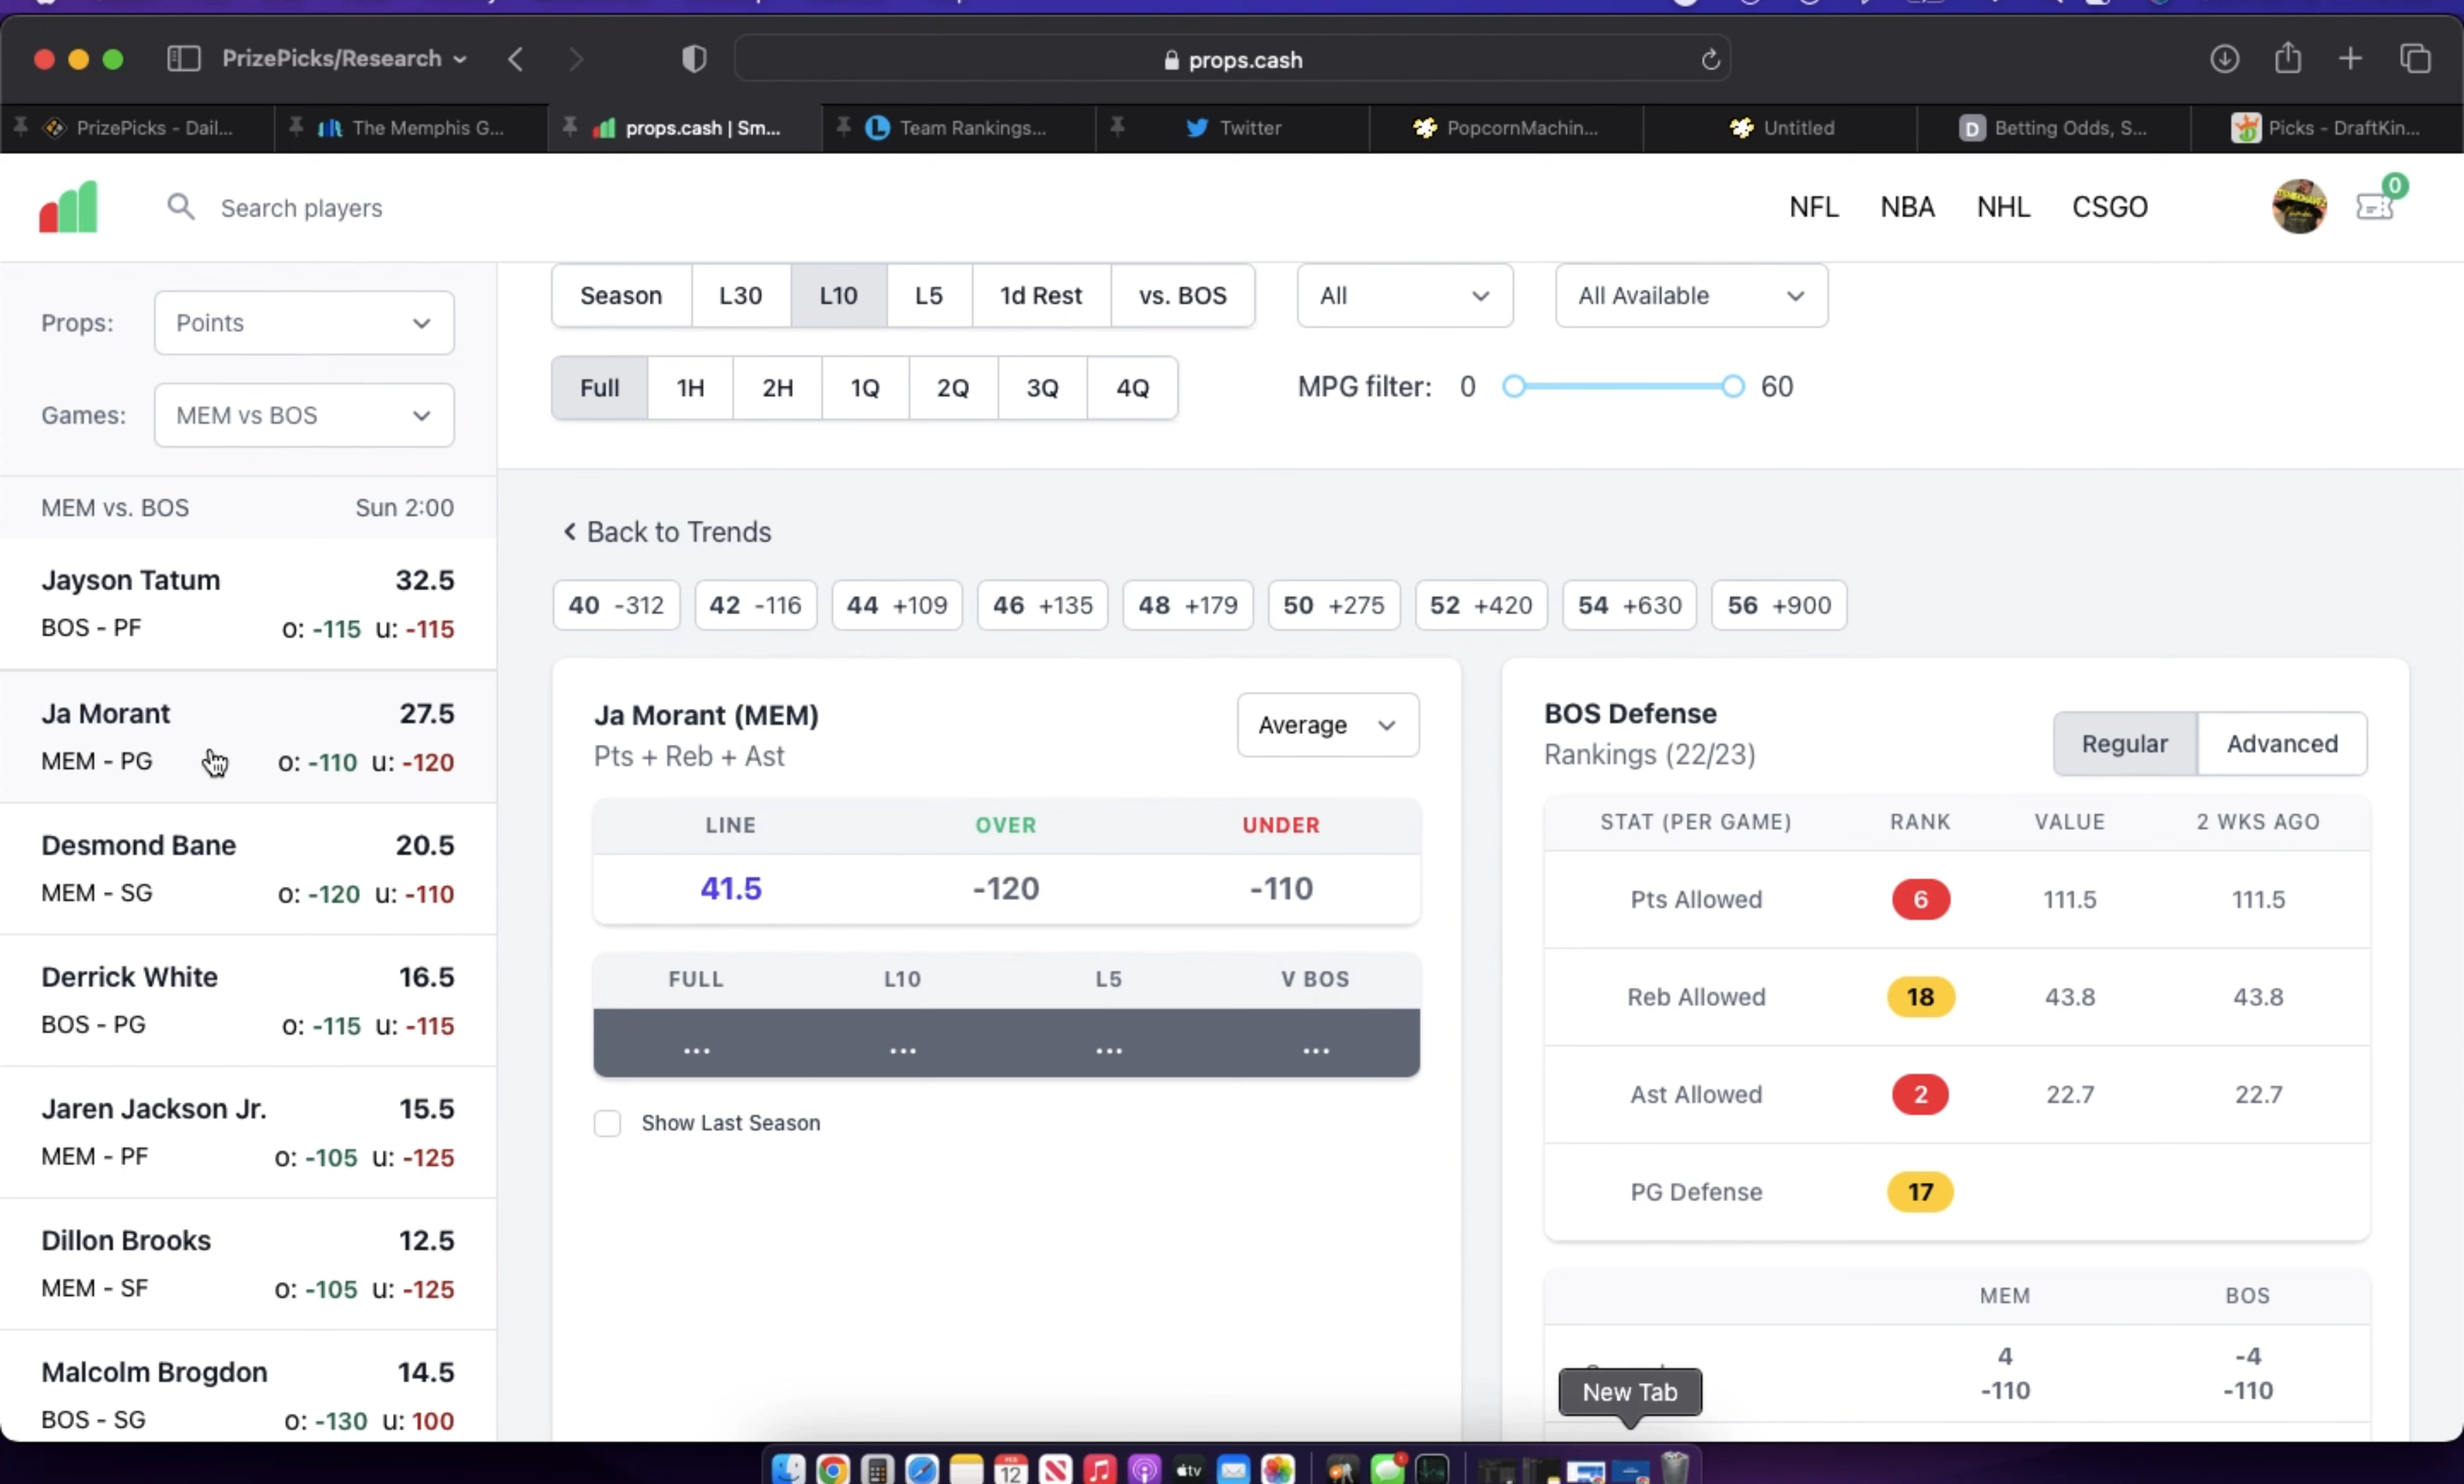 PrizePicks/Research
props.cash
PrizePicks - Dail...
The Memphis G...
props.cash | Sm...
Team Rankings...
Twitter
PopcornMachin...
Untitled
Betting Odds, S...
Picks - DraftKin...
Search players
NFL NBA NHL CSGO
0
Props: Points
Games: MEM vs BOS
Season L30 L10 L5 1d Rest vs. BOS
All
All Available
Full 1H 2H 1Q 2Q 3Q 4Q
MPG filter: 0 60
MEM vs. BOS Sun 2:00
Jayson Tatum 32.5
BOS - PF o: -115 u: -115
Ja Morant 27.5
MEM - PG o: -110 u: -120
Desmond Bane 20.5
MEM - SG o: -120 u: -110
Derrick White 16.5
BOS - PG o: -115 u: -115
Jaren Jackson Jr. 15.5
MEM - PF o: -105 u: -125
Dillon Brooks 12.5
MEM - SF o: -105 u: -125
Malcolm Brogdon 14.5
BOS - SG o: -130 u: 100
Back to Trends
40 -312 42 -116 44 +109 46 +135 48 +179 50 +275 52 +420 54 +630 56 +900
Ja Morant (MEM)
Pts + Reb + Ast
Average
LINE OVER UNDER
41.5 -120 -110
FULL L10 L5 V BOS
... ... ... ...
Show Last Season
BOS Defense
Rankings (22/23)
Regular Advanced
STAT (PER GAME) RANK VALUE 2 WKS AGO
Pts Allowed 6 111.5 111.5
Reb Allowed 18 43.8 43.8
Ast Allowed 2 22.7 22.7
PG Defense 17
MEM BOS
4 -4
-110 -110
New Tab
FEB
12
tv